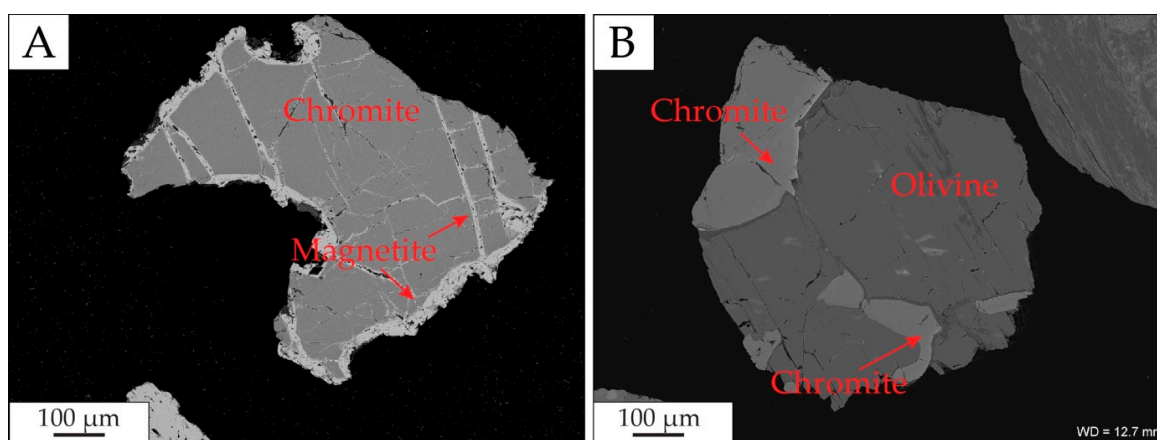 A
Chromite
Magnetite
100 µm
B
Chromite
Olivine
Chromite
100 µm
WD = 12.7 mm